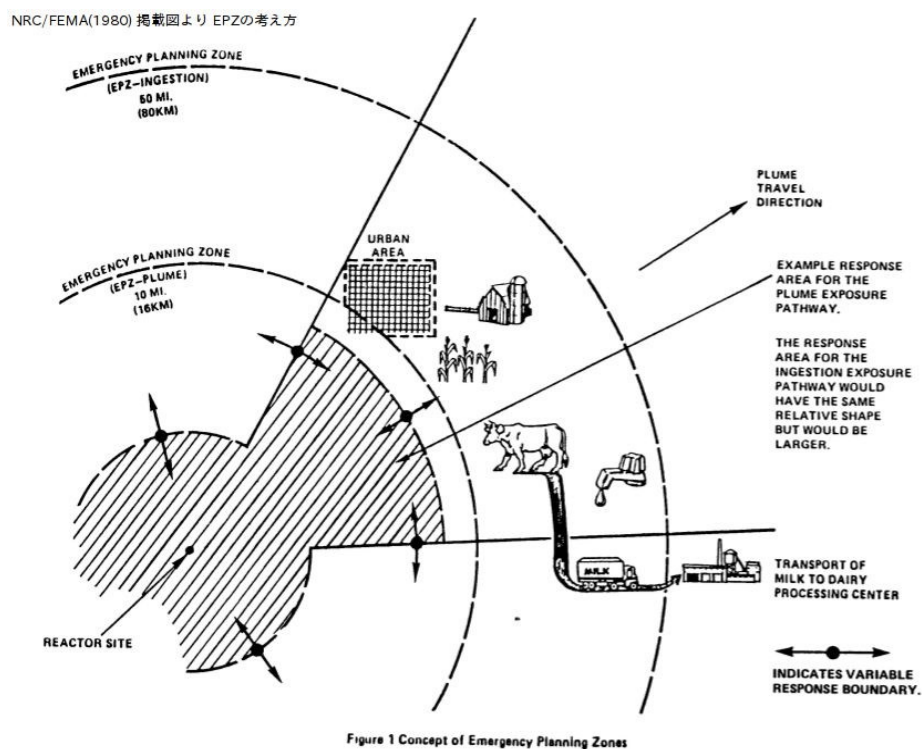 NRC/FEMA(1980) 掲載図より EPZの考え方
EMERGENCY PLANNING ZONE
(EPZ–INGESTION)
50 MI.
(80KM)
EMERGENCY PLANNING ZONE
(EPZ–PLUME)
10 MI.
(16KM)
URBAN
AREA
PLUME
TRAVEL
DIRECTION
EXAMPLE RESPONSE
AREA FOR THE
PLUME EXPOSURE
PATHWAY.
THE RESPONSE
AREA FOR THE
INGESTION EXPOSURE
PATHWAY WOULD
HAVE THE SAME
RELATIVE SHAPE
BUT WOULD BE
LARGER.
MILK
TRANSPORT OF
MILK TO DAIRY
PROCESSING CENTER
REACTOR SITE
INDICATES VARIABLE
RESPONSE BOUNDARY.
Figure 1 Concept of Emergency Planning Zones